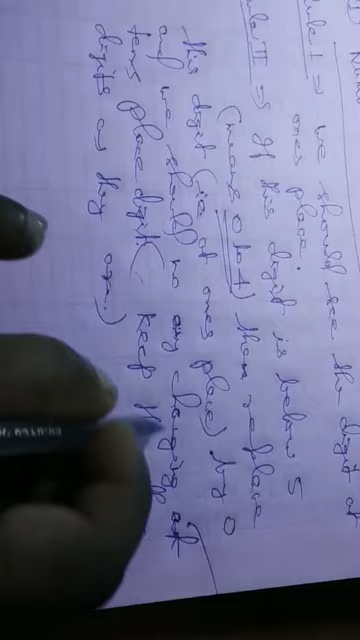 Rule I ⇒ we should see the digit at
ones place.
Rule II ⇒ If this digit is below 5
(means 0 to 4) then replace
this digit (i.e at ones place) by 0
and we should no any changing at
tens place digit. ( keep
digits as they are.)